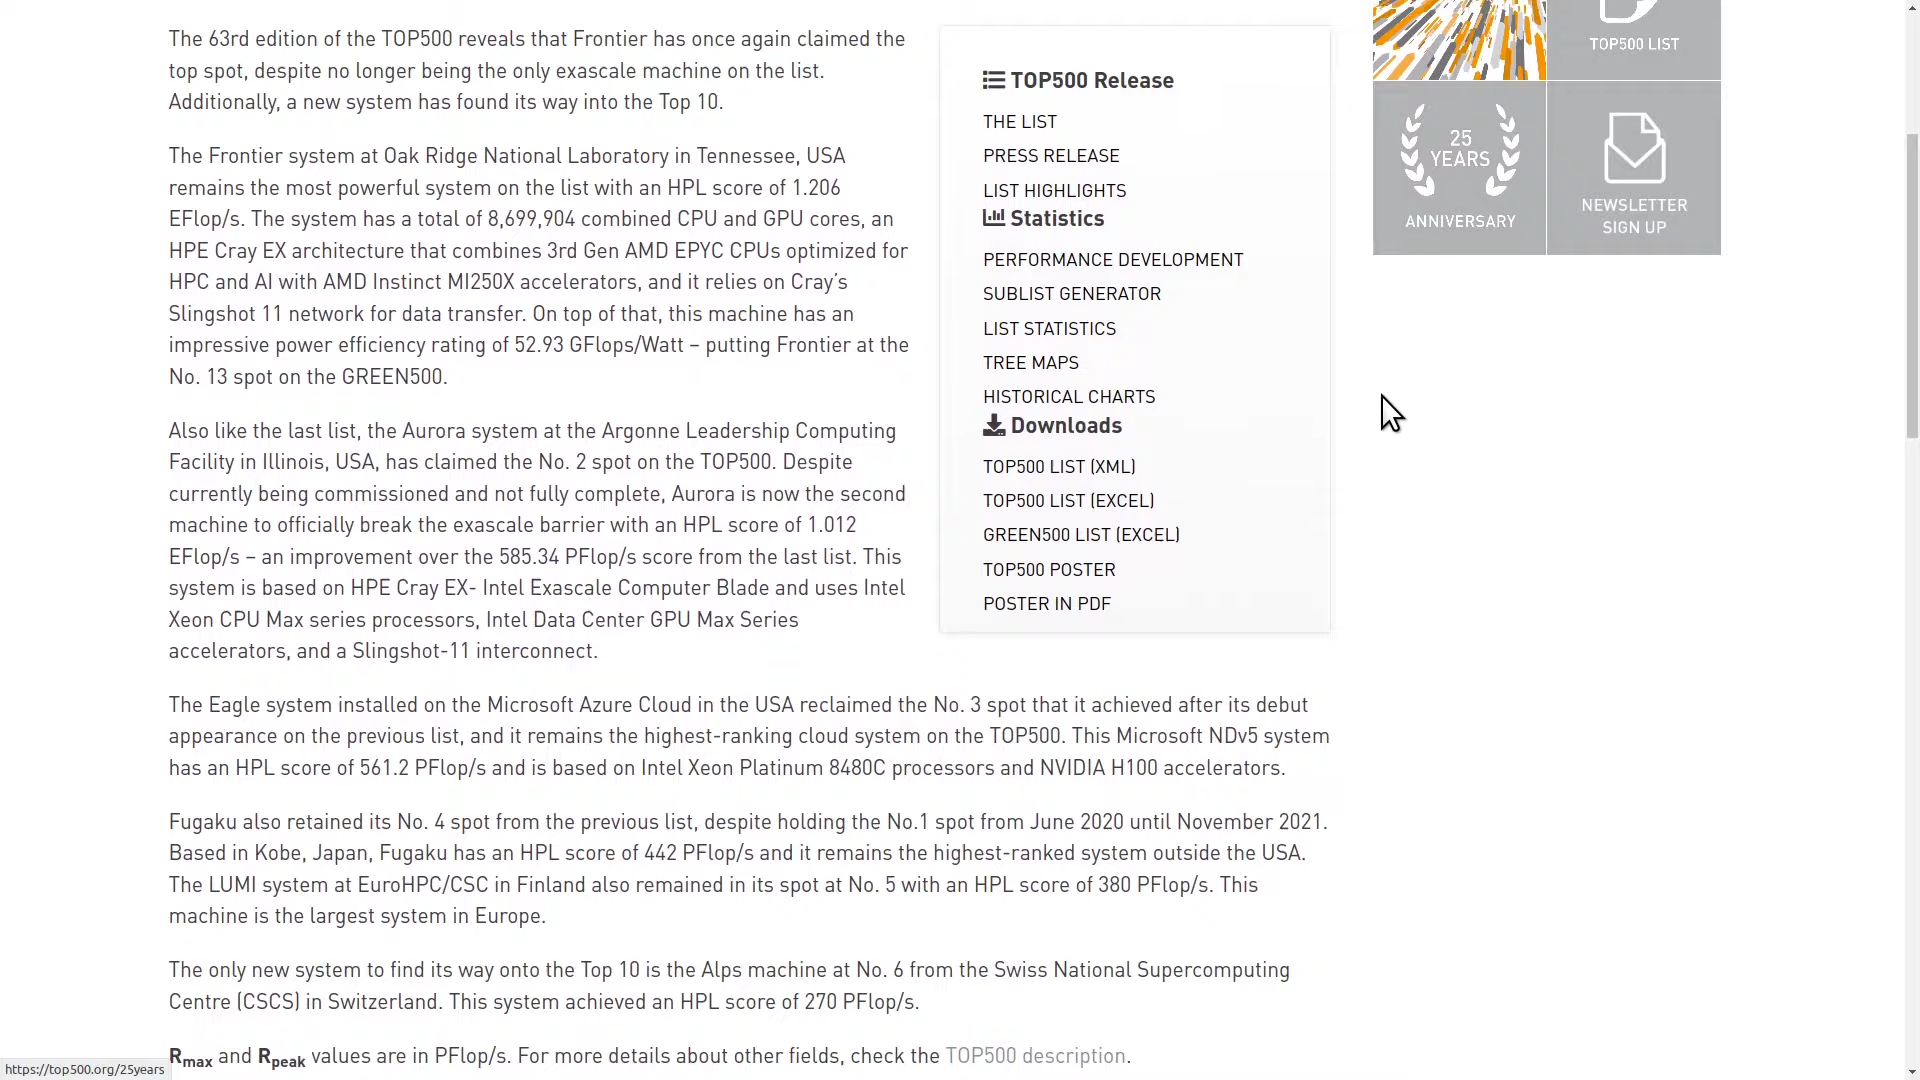 The 63rd edition of the TOP500 reveals that Frontier has once again claimed the
top spot, despite no longer being the only exascale machine on the list.
Additionally, a new system has found its way into the Top 10.
The Frontier system at Oak Ridge National Laboratory in Tennessee, USA
remains the most powerful system on the list with an HPL score of 1.206
EFlop/s. The system has a total of 8,699,904 combined CPU and GPU cores, an
HPE Cray EX architecture that combines 3rd Gen AMD EPYC CPUs optimized for
HPC and AI with AMD Instinct MI250X accelerators, and it relies on Cray’s
Slingshot 11 network for data transfer. On top of that, this machine has an
impressive power efficiency rating of 52.93 GFlops/Watt – putting Frontier at the
No. 13 spot on the GREEN500.
Also like the last list, the Aurora system at the Argonne Leadership Computing
Facility in Illinois, USA, has claimed the No. 2 spot on the TOP500. Despite
currently being commissioned and not fully complete, Aurora is now the second
machine to officially break the exascale barrier with an HPL score of 1.012
EFlop/s – an improvement over the 585.34 PFlop/s score from the last list. This
system is based on HPE Cray EX- Intel Exascale Computer Blade and uses Intel
Xeon CPU Max series processors, Intel Data Center GPU Max Series
accelerators, and a Slingshot-11 interconnect.
The Eagle system installed on the Microsoft Azure Cloud in the USA reclaimed the No. 3 spot that it achieved after its debut
appearance on the previous list, and it remains the highest-ranking cloud system on the TOP500. This Microsoft NDv5 system
has an HPL score of 561.2 PFlop/s and is based on Intel Xeon Platinum 8480C processors and NVIDIA H100 accelerators.
Fugaku also retained its No. 4 spot from the previous list, despite holding the No.1 spot from June 2020 until November 2021.
Based in Kobe, Japan, Fugaku has an HPL score of 442 PFlop/s and it remains the highest-ranked system outside the USA.
The LUMI system at EuroHPC/CSC in Finland also remained in its spot at No. 5 with an HPL score of 380 PFlop/s. This
machine is the largest system in Europe.
The only new system to find its way onto the Top 10 is the Alps machine at No. 6 from the Swiss National Supercomputing
Centre (CSCS) in Switzerland. This system achieved an HPL score of 270 PFlop/s.
Rmax and Rpeak values are in PFlop/s. For more details about other fields, check the TOP500 description.
TOP500 Release
THE LIST
PRESS RELEASE
LIST HIGHLIGHTS
Statistics
PERFORMANCE DEVELOPMENT
SUBLIST GENERATOR
LIST STATISTICS
TREE MAPS
HISTORICAL CHARTS
Downloads
TOP500 LIST (XML)
TOP500 LIST (EXCEL)
GREEN500 LIST (EXCEL)
TOP500 POSTER
POSTER IN PDF
TOP500 LIST
25
YEARS
ANNIVERSARY
NEWSLETTER
SIGN UP
https://top500.org/25years